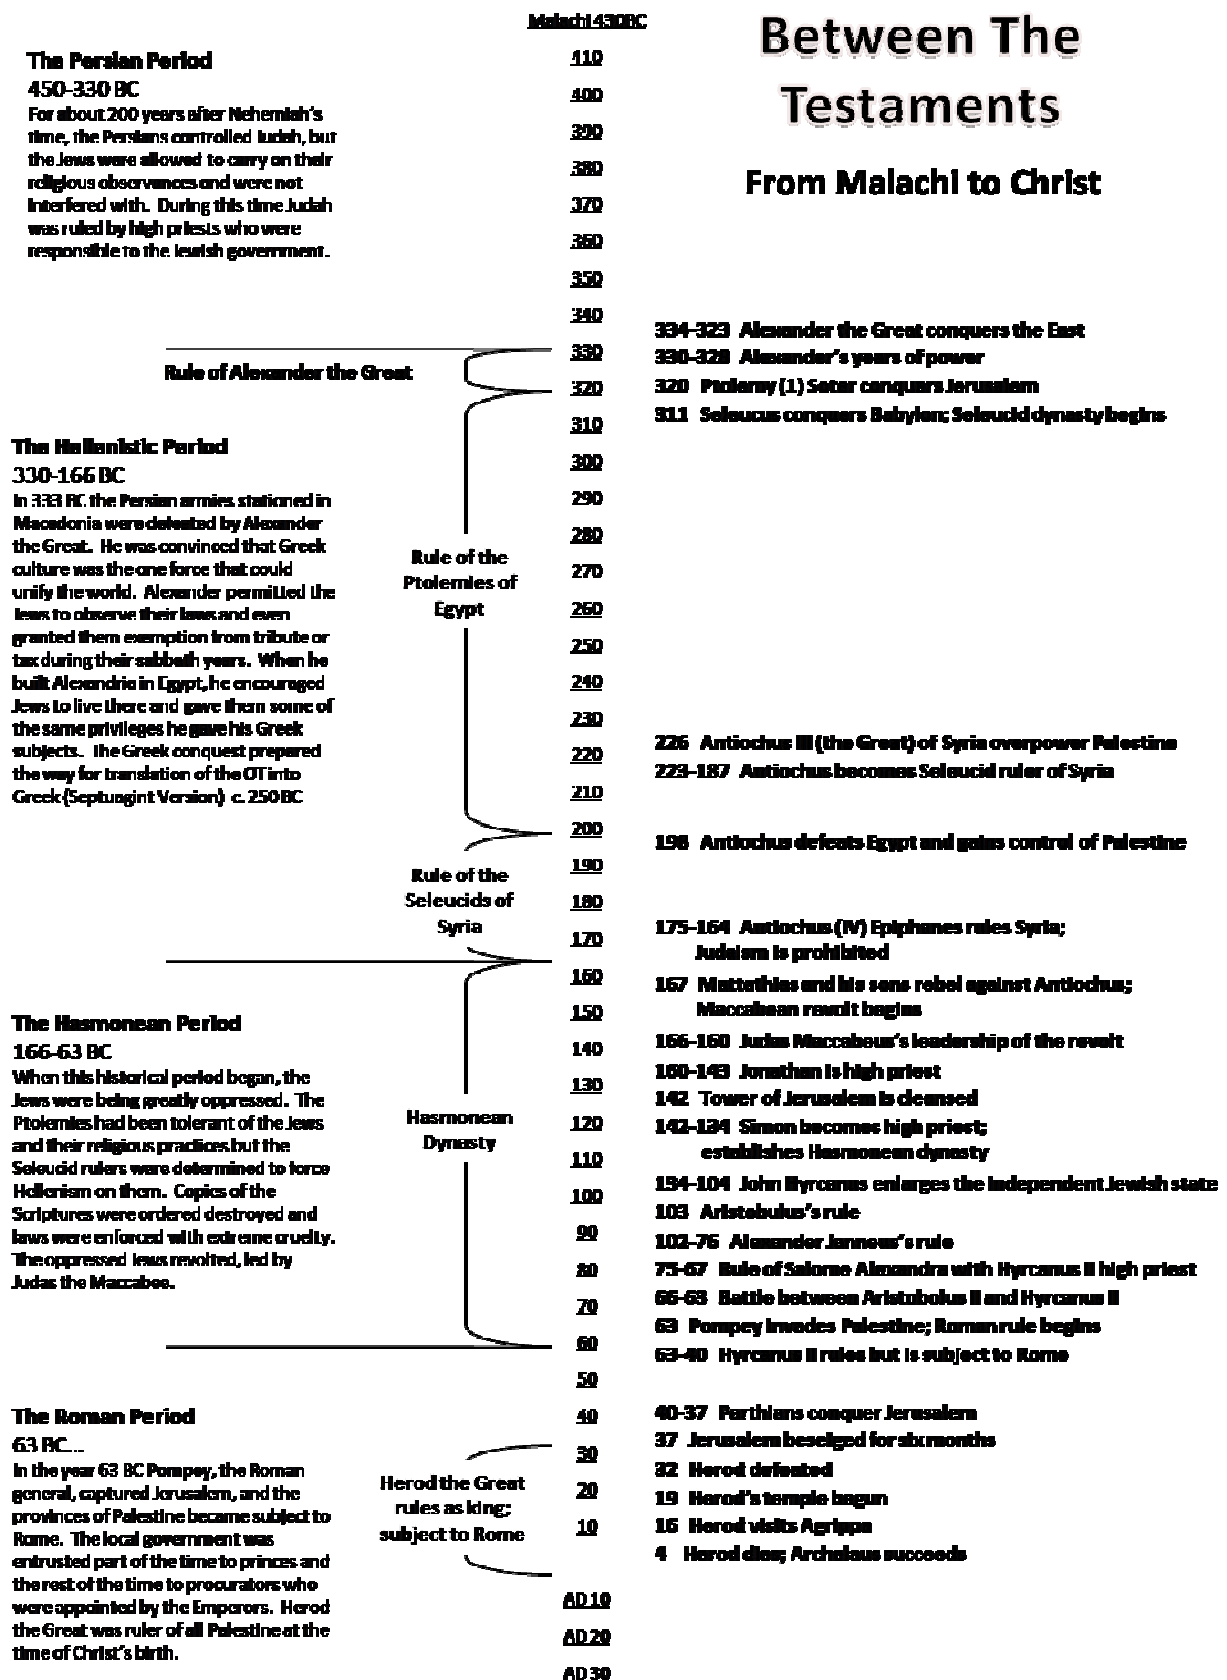 Between The
Testaments
From Malachi to Christ
Malachi 430BC
410
400
390
380
370
360
350
340
330
320
310
300
290
280
270
260
250
240
230
220
210
200
190
180
170
160
150
140
130
120
110
100
90
80
70
60
50
40
30
20
10
AD 10
AD 20
AD 30
The Persian Period
450-330 BC
For about 200 years after Nehemiah's
time, the Persians controlled Judah, but
the Jews were allowed to carry on their
religious observances and were not
interfered with. During this time Judah
was ruled by high priests who were
responsible to the Jewish government.
Rule of Alexander the Great
The Hellenistic Period
330-166 BC
In 333 BC the Persian armies stationed in
Macedonia were defeated by Alexander
the Great. He was convinced that Greek
culture was the one force that could
unify the world. Alexander permitted the
Jews to observe their laws and even
granted them exemption from tribute or
tax during their sabbath years. When he
built Alexandria in Egypt, he encouraged
Jews to live there and gave them some of
the same privileges he gave his Greek
subjects. The Greek conquest prepared
the way for translation of the OT into
Greek (Septuagint Version) c. 250 BC
Rule of the
Ptolemies of
Egypt
Rule of the
Seleucids of
Syria
The Hasmonean Period
166-63 BC
When this historical period began, the
Jews were being greatly oppressed. The
Ptolemies had been tolerant of the Jews
and their religious practices but the
Seleucid rulers were determined to force
Hellenism on them. Copies of the
Scriptures were ordered destroyed and
laws were enforced with extreme cruelty.
The oppressed Jews revolted, led by
Judas the Maccabee.
Hasmonean
Dynasty
The Roman Period
63 BC...
In the year 63 BC Pompey, the Roman
general, captured Jerusalem, and the
provinces of Palestine became subject to
Rome. The local government was
entrusted part of the time to princes and
the rest of the time to procurators who
were appointed by the Emperors. Herod
the Great was ruler of all Palestine at the
time of Christ's birth.
Herod the Great
rules as king;
subject to Rome
334-323 Alexander the Great conquers the East
330-328 Alexander's years of power
320 Ptolemy (1) Soter conquers Jerusalem
311 Seleucus conquers Babylon; Seleucid dynasty begins
226 Antiochus III (the Great) of Syria overpower Palestine
223-187 Antiochus becomes Seleucid ruler of Syria
198 Antiochus defeats Egypt and gains control of Palestine
175-164 Antiochus (IV) Epiphanes rules Syria;
Judaism is prohibited
167 Mattathias and his sons rebel against Antiochus;
Maccabean revolt begins
166-160 Judas Maccabeus's leadership of the revolt
160-143 Jonathan is high priest
142 Tower of Jerusalem is cleansed
142-134 Simon becomes high priest;
establishes Hasmonean dynasty
134-104 John Hyrcanus enlarges the independent Jewish state
103 Aristobulus's rule
102-76 Alexander Janneus's rule
75-67 Rule of Salome Alexandra with Hyrcanus II high priest
66-63 Battle between Aristobolus II and Hyrcanus II
63 Pompey invades Palestine; Roman rule begins
63-40 Hyrcanus II rules but is subject to Rome
40-37 Parthians conquer Jerusalem
37 Jerusalem beseiged for six months
32 Herod defeated
19 Herod's temple begun
16 Herod visits Agrippa
4 Herod dies; Archelaus succeeds